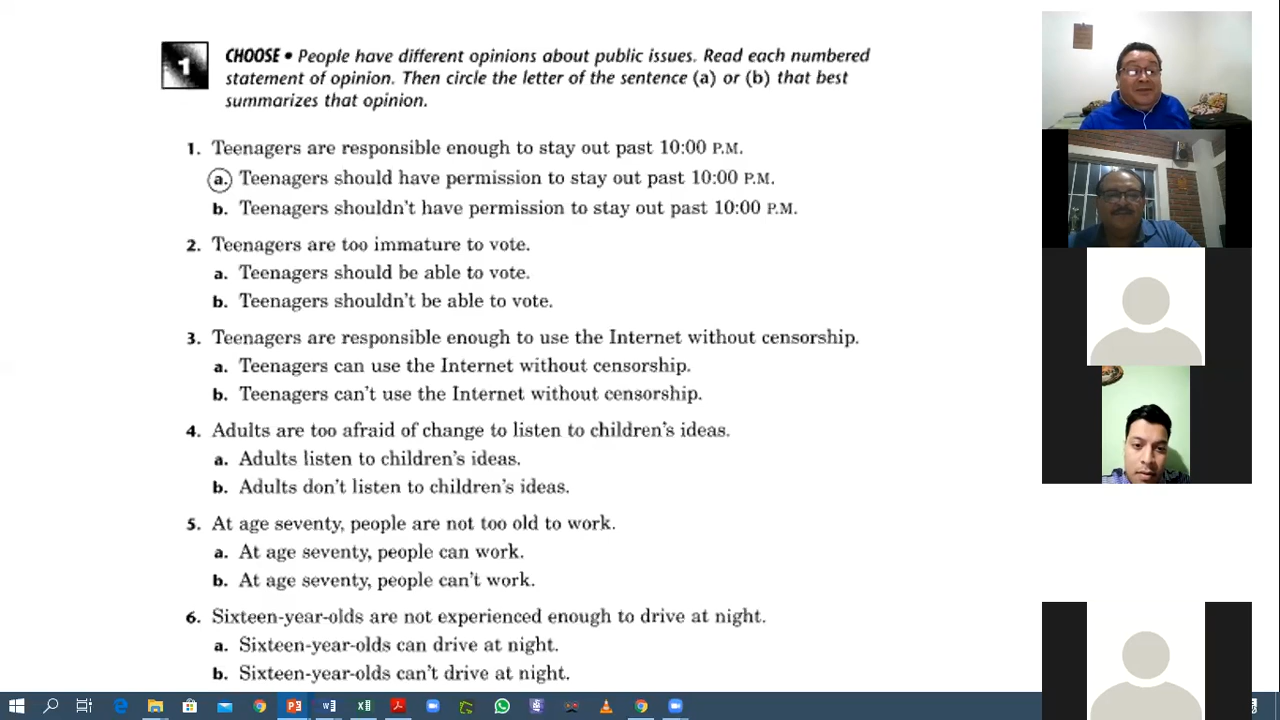 1
CHOOSE • People have different opinions about public issues. Read each numbered
statement of opinion. Then circle the letter of the sentence (a) or (b) that best
summarizes that opinion.
1. Teenagers are responsible enough to stay out past 10:00 P.M.
a. Teenagers should have permission to stay out past 10:00 P.M.
b. Teenagers shouldn't have permission to stay out past 10:00 P.M.
2. Teenagers are too immature to vote.
a. Teenagers should be able to vote.
b. Teenagers shouldn't be able to vote.
3. Teenagers are responsible enough to use the Internet without censorship.
a. Teenagers can use the Internet without censorship.
b. Teenagers can't use the Internet without censorship.
4. Adults are too afraid of change to listen to children's ideas.
a. Adults listen to children's ideas.
b. Adults don't listen to children's ideas.
5. At age seventy, people are not too old to work.
a. At age seventy, people can work.
b. At age seventy, people can't work.
6. Sixteen-year-olds are not experienced enough to drive at night.
a. Sixteen-year-olds can drive at night.
b. Sixteen-year-olds can't drive at night.